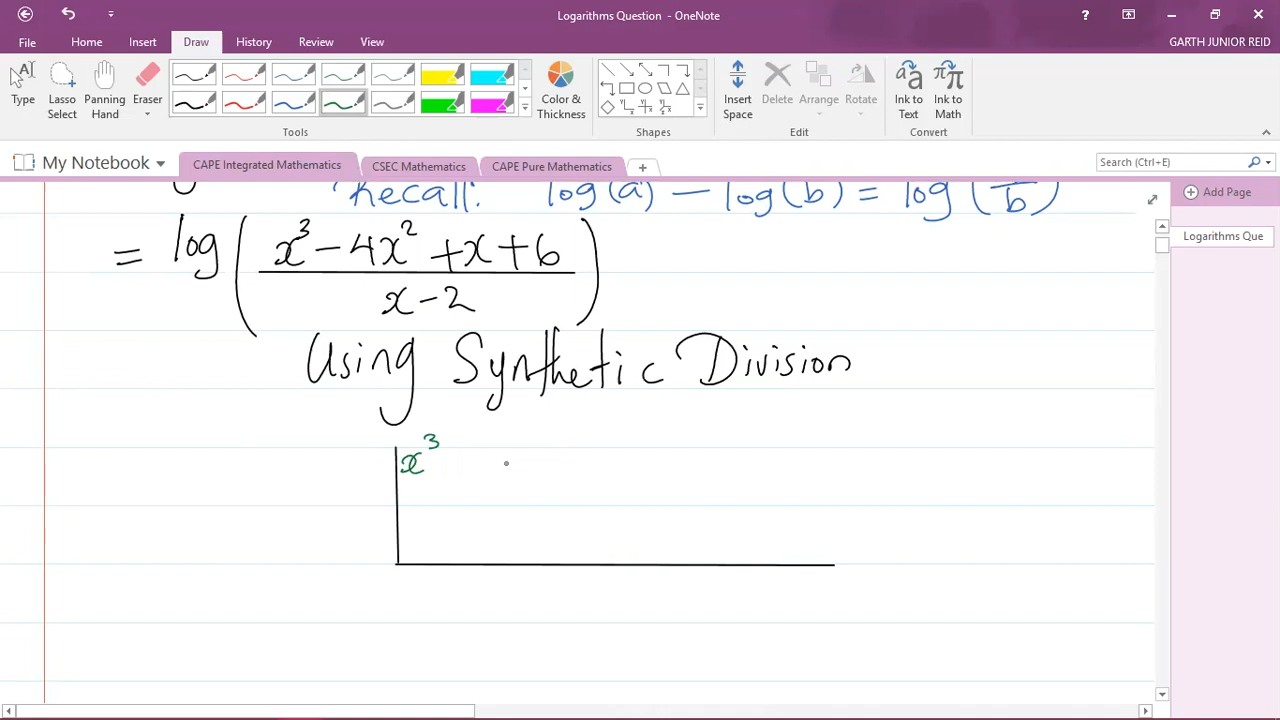 Logarithms Question - OneNote
?
GARTH JUNIOR REID
File Home Insert Draw History Review View
Type
Lasso Select
Panning Hand
Eraser
Color & Thickness
Insert Space
Delete
Arrange
Rotate
Ink to Text
Ink to Math
Tools
Shapes
Edit
Convert
My Notebook
CAPE Integrated Mathematics
CSEC Mathematics
CAPE Pure Mathematics
Search (Ctrl+E)
Add Page
Logarithms Que
Recall: log(a) - log(b) = log(/b)
= log((x³ - 4x² + x + 6)/(x - 2))
Using Synthetic Division
x³